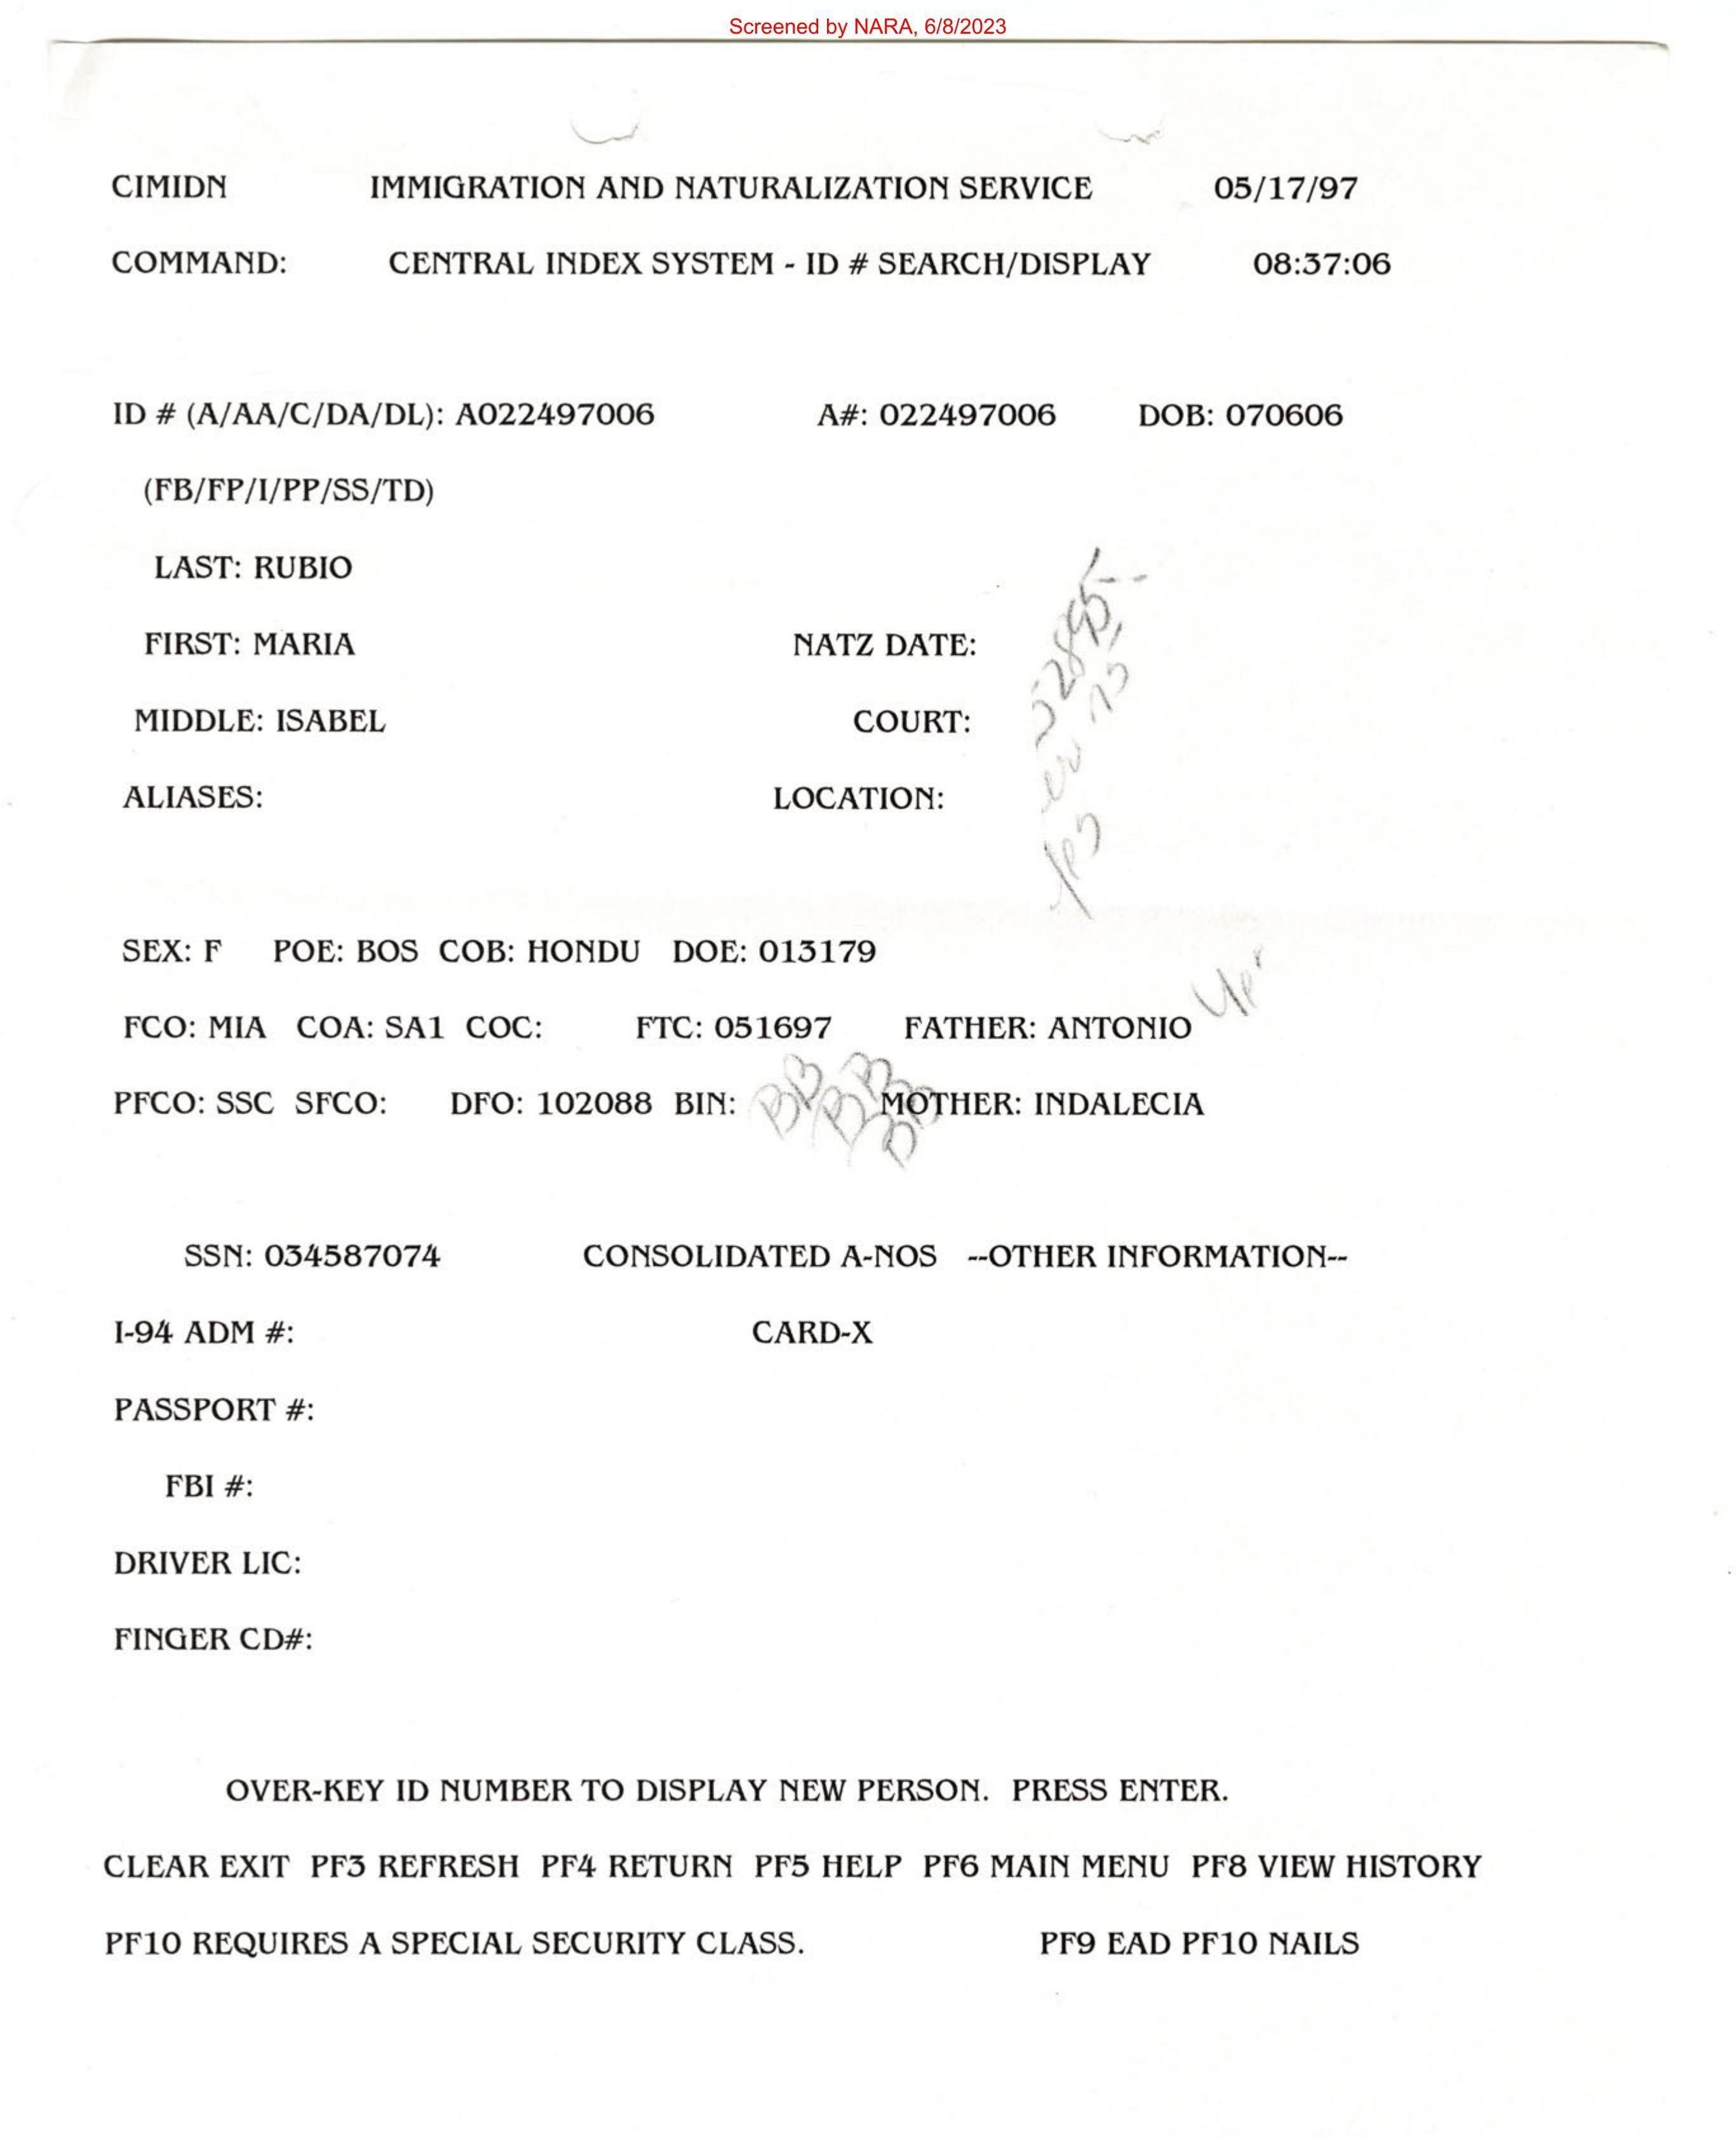 Screened by NARA, 6/8/2023
CIMIDN IMMIGRATION AND NATURALIZATION SERVICE 05/17/97
COMMAND: CENTRAL INDEX SYSTEM - ID # SEARCH/DISPLAY 08:37:06
ID # (A/AA/C/DA/DL): A022497006 A#: 022497006 DOB: 070606
(FB/FP/I/PP/SS/TD)
LAST: RUBIO
FIRST: MARIA NATZ DATE:
MIDDLE: ISABEL COURT:
ALIASES: LOCATION:
SEX: F POE: BOS COB: HONDU DOE: 013179
FCO: MIA COA: SA1 COC: FTC: 051697 FATHER: ANTONIO
PFCO: SSC SFCO: DFO: 102088 BIN: MOTHER: INDALECIA
SSN: 034587074 CONSOLIDATED A-NOS --OTHER INFORMATION--
I-94 ADM #: CARD-X
PASSPORT #:
FBI #:
DRIVER LIC:
FINGER CD#:
OVER-KEY ID NUMBER TO DISPLAY NEW PERSON. PRESS ENTER.
CLEAR EXIT PF3 REFRESH PF4 RETURN PF5 HELP PF6 MAIN MENU PF8 VIEW HISTORY
PF10 REQUIRES A SPECIAL SECURITY CLASS. PF9 EAD PF10 NAILS